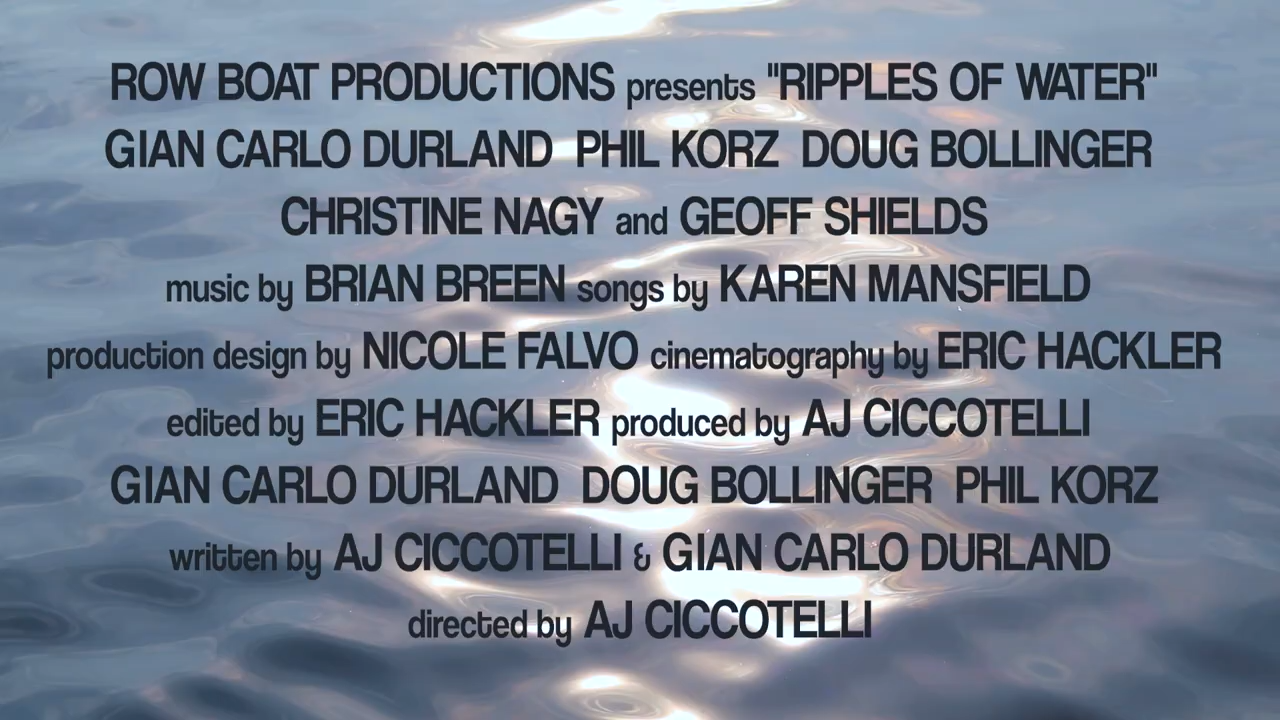 ROW BOAT PRODUCTIONS presents "RIPPLES OF WATER"
GIAN CARLO DURLAND PHIL KORZ DOUG BOLLINGER
CHRISTINE NAGY and GEOFF SHIELDS
music by BRIAN BREEN songs by KAREN MANSFIELD
production design by NICOLE FALVO cinematography by ERIC HACKLER
edited by ERIC HACKLER produced by AJ CICCOTELLI
GIAN CARLO DURLAND DOUG BOLLINGER PHIL KORZ
written by AJ CICCOTELLI & GIAN CARLO DURLAND
directed by AJ CICCOTELLI